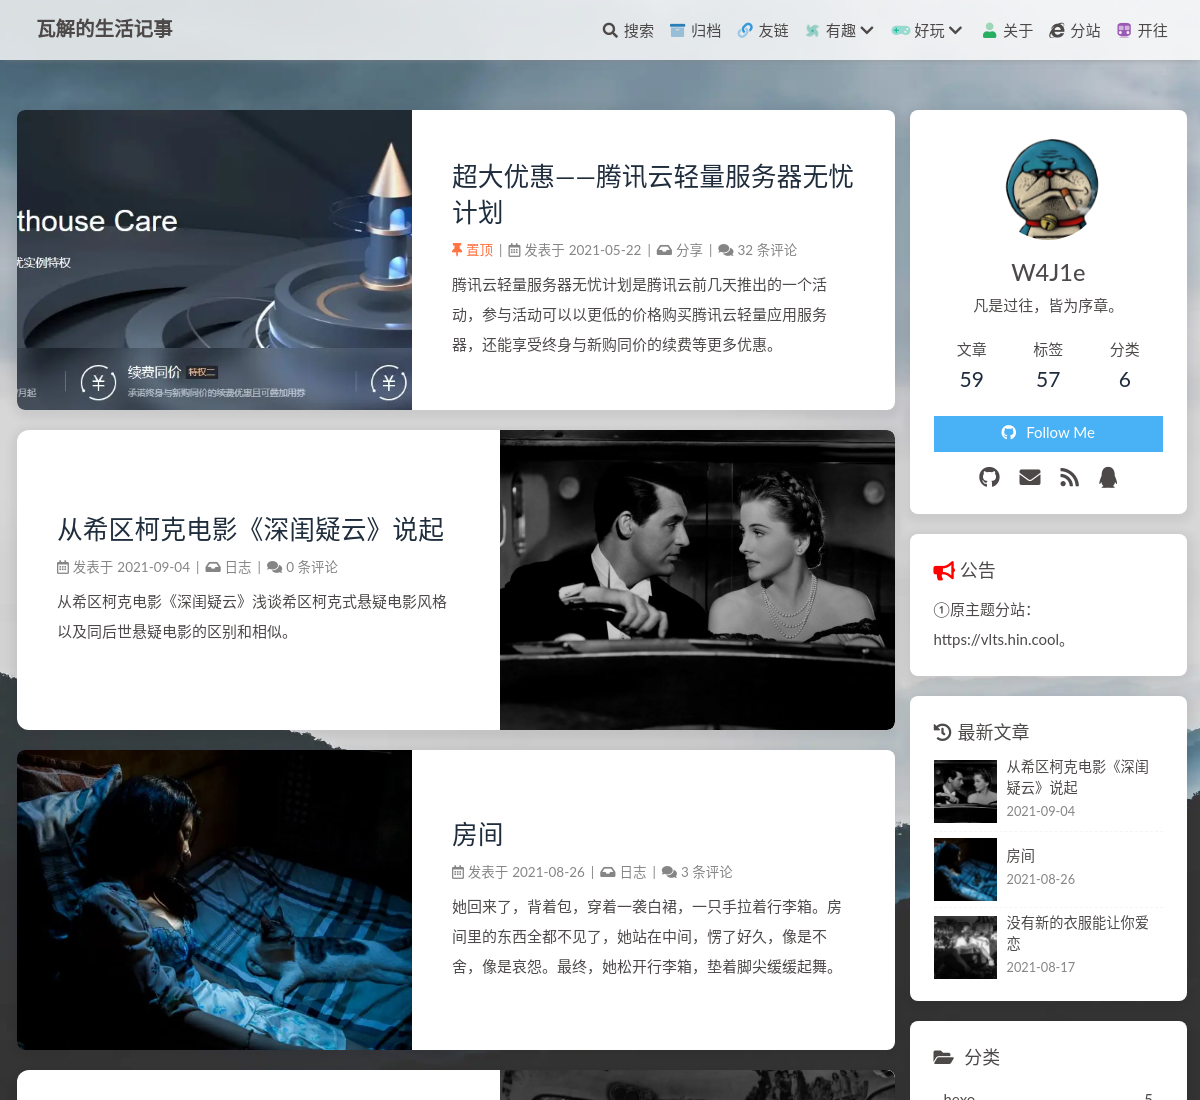 瓦解的生活记事
搜索 归档 友链 有趣 好玩 关于 分站 开往
thouse Care
优实例特权
/月起
续费同价 特权二
承诺终身与新购同价的续费优惠且可叠加用券
超大优惠——腾讯云轻量服务器无忧
计划
置顶 | 发表于 2021-05-22 | 分享 | 32 条评论
腾讯云轻量服务器无忧计划是腾讯云前几天推出的一个活
动，参与活动可以以更低的价格购买腾讯云轻量应用服务
器，还能享受终身与新购同价的续费等更多优惠。
从希区柯克电影《深闺疑云》说起
发表于 2021-09-04 | 日志 | 0 条评论
从希区柯克电影《深闺疑云》浅谈希区柯克式悬疑电影风格
以及同后世悬疑电影的区别和相似。
房间
发表于 2021-08-26 | 日志 | 3 条评论
她回来了，背着包，穿着一袭白裙，一只手拉着行李箱。房
间里的东西全都不见了，她站在中间，愣了好久，像是不
舍，像是哀怨。最终，她松开行李箱，垫着脚尖缓缓起舞。
W4J1e
凡是过往，皆为序章。
文章 标签 分类
59 57 6
Follow Me
公告
①原主题分站：
https://vlts.hin.cool。
最新文章
从希区柯克电影《深闺
疑云》说起
2021-09-04
房间
2021-08-26
没有新的衣服能让你爱
恋
2021-08-17
分类
hexo 5